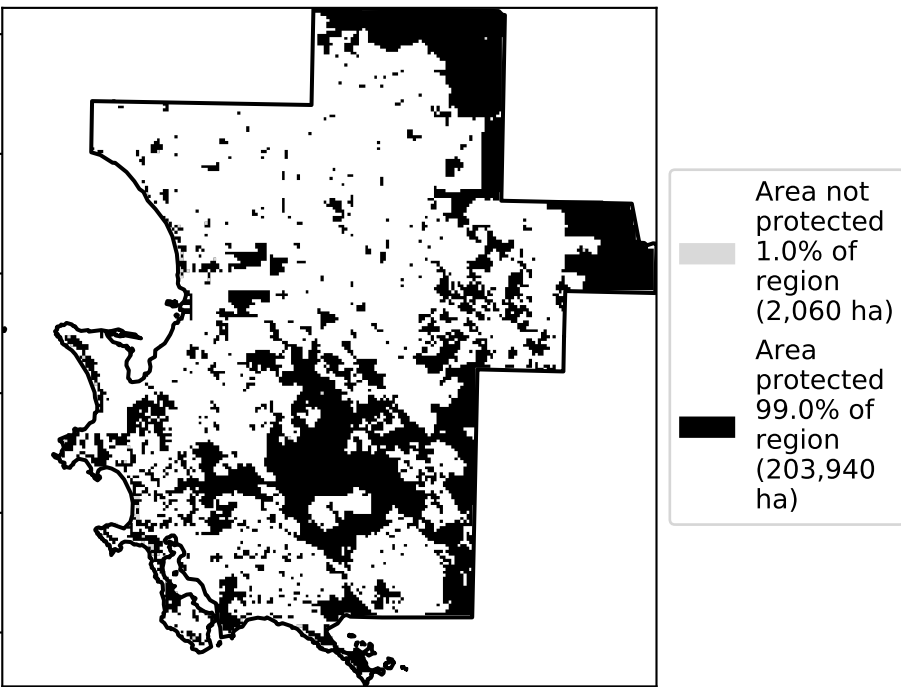 Area not
protected
1.0% of
region
(2,060 ha)
Area
protected
99.0% of
region
(203,940
ha)